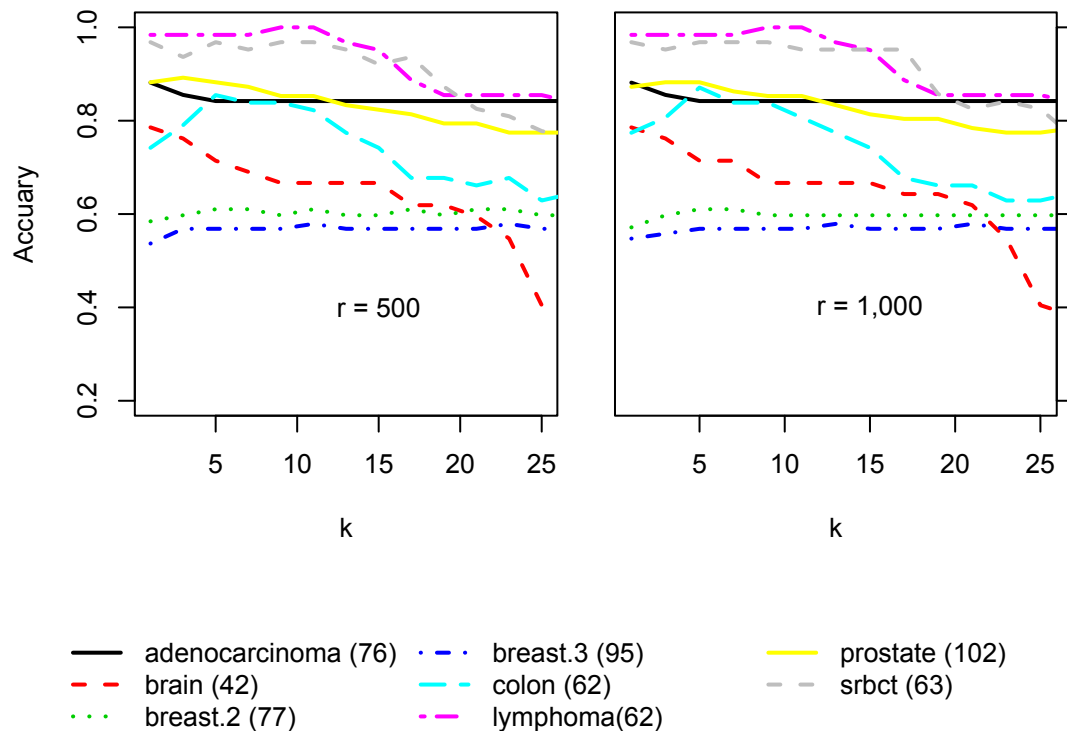 Accuary
0.2 0.4 0.6 0.8 1.0
r = 500
r = 1,000
5 10 15 20 25
5 10 15 20 25
k
k
adenocarcinoma (76)
brain (42)
breast.2 (77)
breast.3 (95)
colon (62)
lymphoma(62)
prostate (102)
srbct (63)